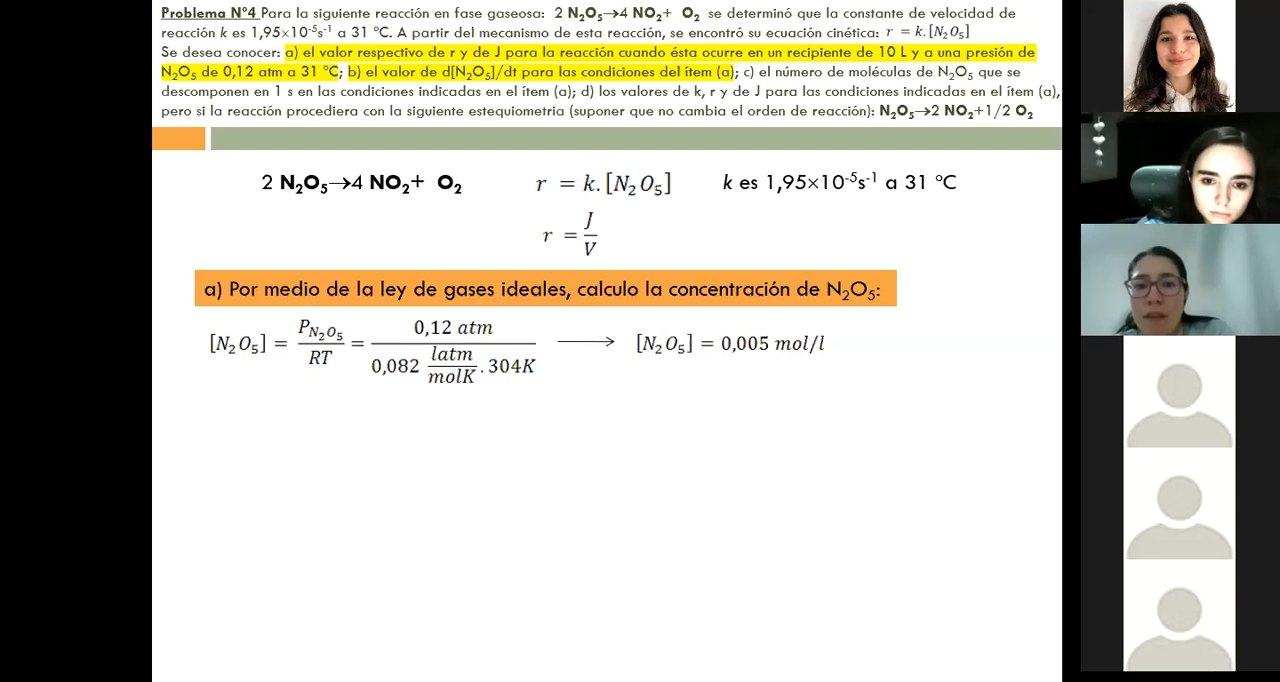 Problema N°4 Para la siguiente reacción en fase gaseosa: 2 N₂O₅→4 NO₂+ O₂ se determinó que la constante de velocidad de
reacción k es 1,95×10⁻⁵s⁻¹ a 31 °C. A partir del mecanismo de esta reacción, se encontró su ecuación cinética: r = k.[N₂O₅]
Se desea conocer: a) el valor respectivo de r y de J para la reacción cuando ésta ocurre en un recipiente de 10 L y a una presión de
N₂O₅ de 0,12 atm a 31 °C; b) el valor de d[N₂O₅]/dt para las condiciones del ítem (a); c) el número de moléculas de N₂O₅ que se
descomponen en 1 s en las condiciones indicadas en el ítem (a); d) los valores de k, r y de J para las condiciones indicadas en el ítem (a),
pero si la reacción procediera con la siguiente estequiometria (suponer que no cambia el orden de reacción): N₂O₅→2 NO₂+1/2 O₂
2 N₂O₅→4 NO₂+ O₂ r = k.[N₂O₅] k es 1,95×10⁻⁵s⁻¹ a 31 °C
r = J/V
a) Por medio de la ley de gases ideales, calculo la concentración de N₂O₅:
[N₂O₅] = P_N₂O₅/RT = 0,12 atm/(0,082 latm/molK . 304K) → [N₂O₅] = 0,005 mol/l